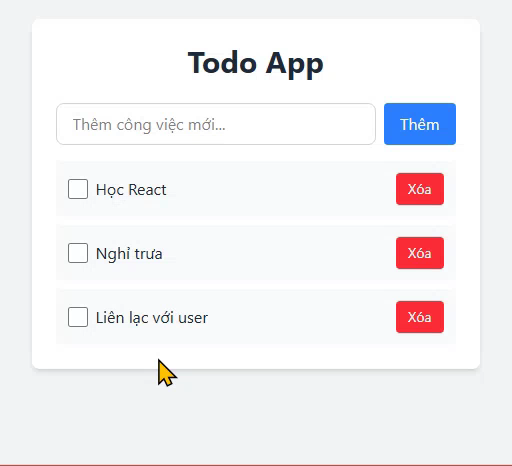 Todo App
Thêm công việc mới...
Thêm
Học React
Xóa
Nghỉ trưa
Xóa
Liên lạc với user
Xóa